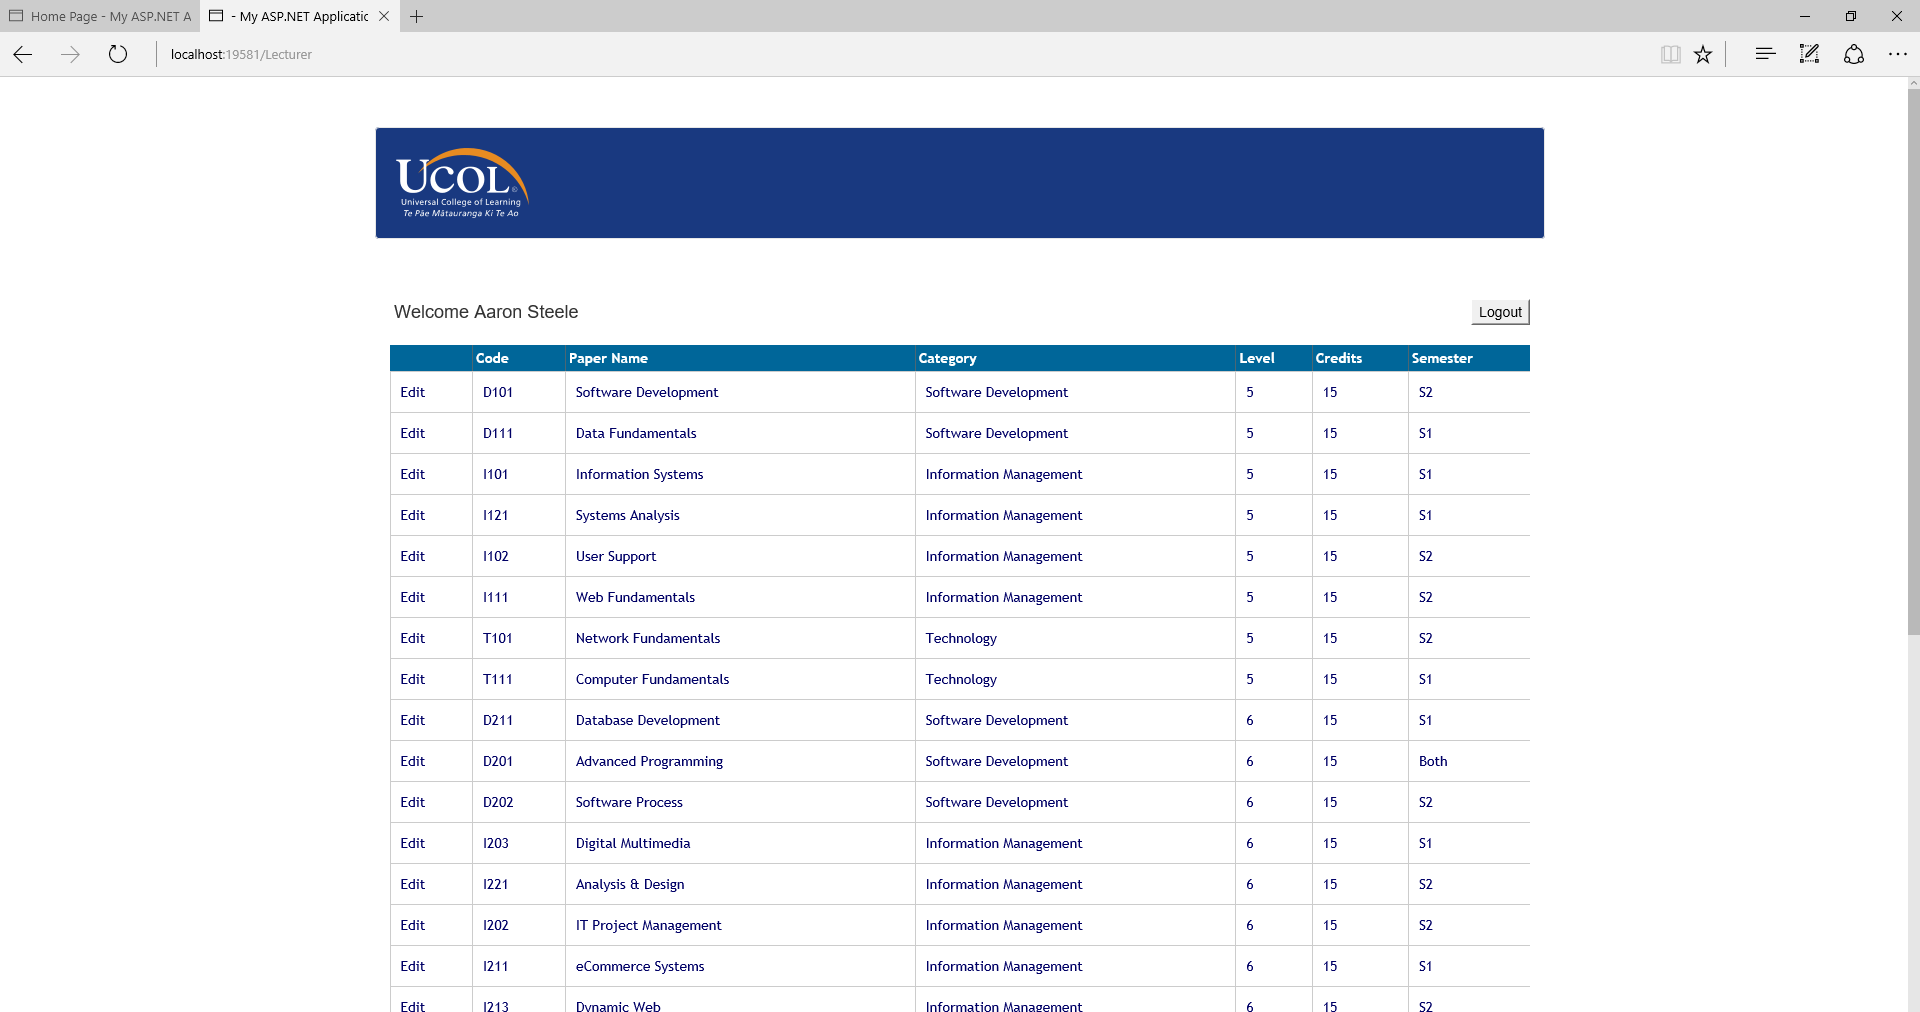 Home Page - My ASP.NET A
- My ASP.NET Applicatic
localhost:19581/Lecturer
UCOL®
Universal College of Learning
Te Pae Mātauranga Ki Te Ao
Welcome Aaron Steele
Logout
Code Paper Name Category Level Credits Semester
Edit D101 Software Development Software Development 5 15 S2
Edit D111 Data Fundamentals Software Development 5 15 S1
Edit I101 Information Systems Information Management 5 15 S1
Edit I121 Systems Analysis Information Management 5 15 S1
Edit I102 User Support Information Management 5 15 S2
Edit I111 Web Fundamentals Information Management 5 15 S2
Edit T101 Network Fundamentals Technology 5 15 S2
Edit T111 Computer Fundamentals Technology 5 15 S1
Edit D211 Database Development Software Development 6 15 S1
Edit D201 Advanced Programming Software Development 6 15 Both
Edit D202 Software Process Software Development 6 15 S2
Edit I203 Digital Multimedia Information Management 6 15 S1
Edit I221 Analysis & Design Information Management 6 15 S2
Edit I202 IT Project Management Information Management 6 15 S2
Edit I211 eCommerce Systems Information Management 6 15 S1
Edit I213 Dynamic Web Information Management 6 15 S2